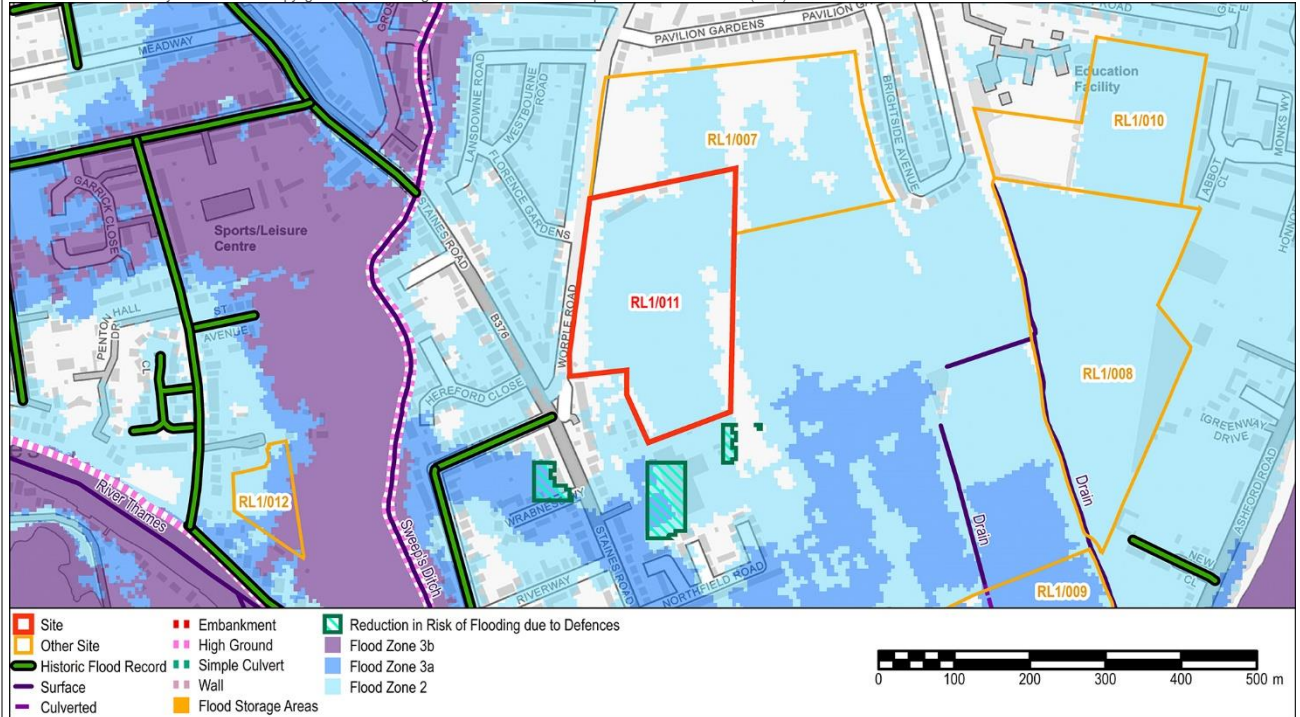 MEADWAY
PAVILION GARDENS
LANSDOWNE ROAD
WESTBOURNE ROAD
FLORENCE GARDENS
BRIGHTSIDE AVENUE
Education Facility
RL1/010
ABBOT CL
MONKS WY
RL1/007
GARRICK CLOSE
Sports/Leisure Centre
STAINES ROAD
B376
WORPLE ROAD
RL1/011
PENTON HALL DR
ST AVENUE
CL
HEREFORD CLOSE
RL1/008
GREENWAY DRIVE
ASHFORD ROAD
River Thames
RL1/012
Sweep's Ditch
STAINES ROAD
RIVERWAY
NORTHFIELD ROAD
Drain
Drain
RL1/009
NEW CL
Site
Other Site
Historic Flood Record
Surface
Culverted
Embankment
High Ground
Simple Culvert
Wall
Flood Storage Areas
Reduction in Risk of Flooding due to Defences
Flood Zone 3b
Flood Zone 3a
Flood Zone 2
0 100 200 300 400 500 m